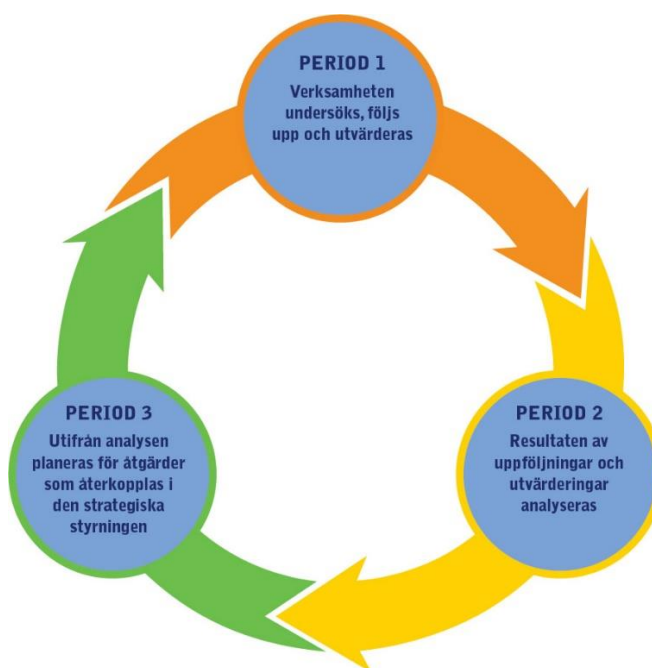 PERIOD 1
Verksamheten
undersöks, följs
upp och utvärderas
PERIOD 2
Resultaten av
uppföljningar och
utvärderingar
analyseras
PERIOD 3
Utifrån analysen
planeras för åtgärder
som återkopplas i
den strategiska
styrningen